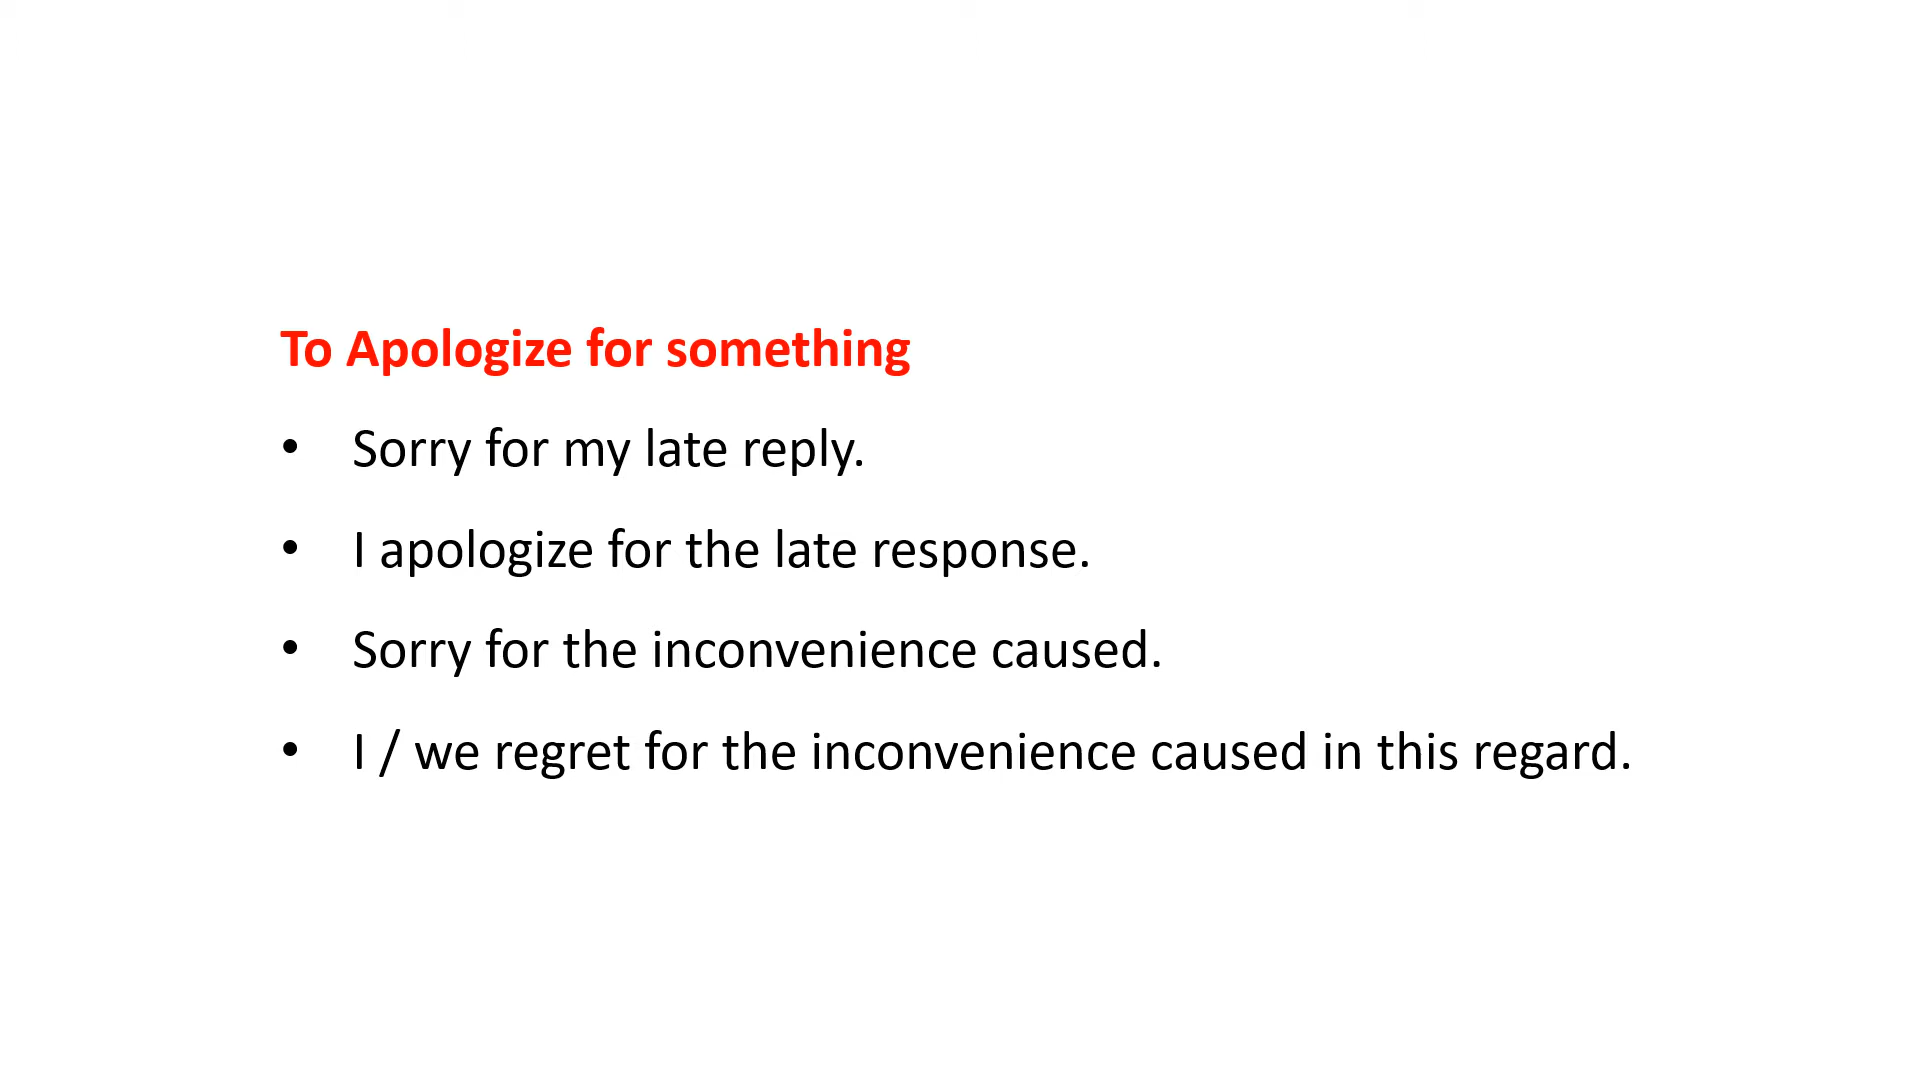 To Apologize for something
• Sorry for my late reply.
• I apologize for the late response.
• Sorry for the inconvenience caused.
• I / we regret for the inconvenience caused in this regard.